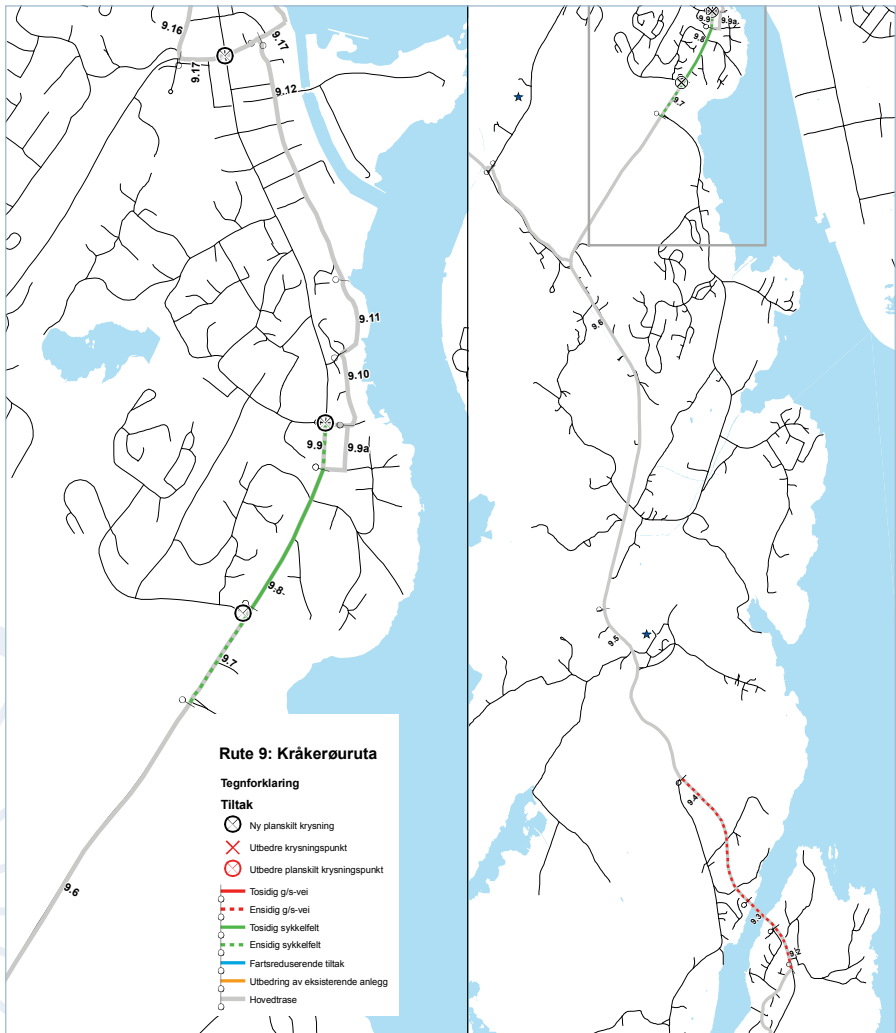 9.16
9.17
9.17
9.12
9.11
9.10
9.9
9.9a
9.8
9.7
9.6
Rute 9: Kråkerøuruta
Tegnforklaring
Tiltak
Ny planskilt krysning
Utbedre krysningspunkt
Utbedre planskilt krysningspunkt
Tosidig g/s-vei
Ensidig g/s-vei
Tosidig sykkelfelt
Ensidig sykkelfelt
Fartsreduserende tiltak
Utbedring av eksisterende anlegg
Hovedtrase
9.9
9.9a
9.8
9.7
9.6
9.5
9.4
9.3
9.2